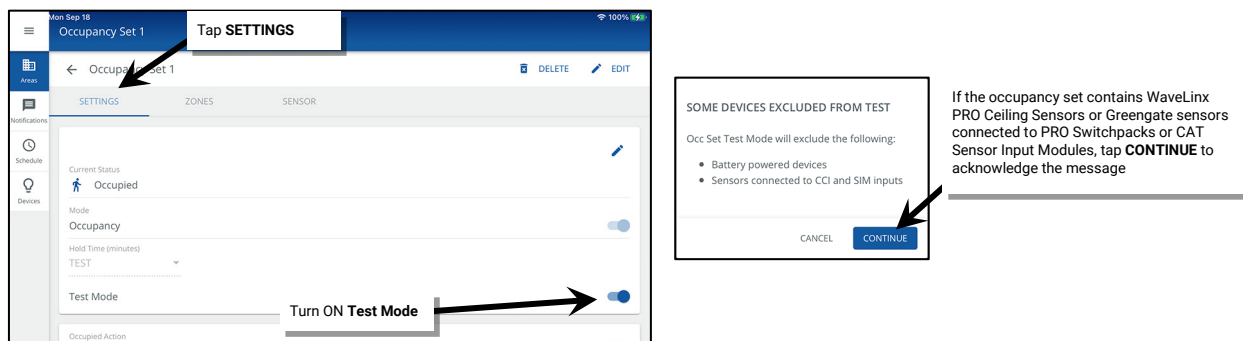 Mon Sep 18
100%
Occupancy Set 1
Tap SETTINGS
Areas
Occupancy Set 1
DELETE
EDIT
Notifications
SETTINGS
ZONES
SENSOR
Schedule
Devices
Current Status
Occupied
Mode
Occupancy
Hold Time (minutes)
TEST
Test Mode
Turn ON Test Mode
Occupied Action
SOME DEVICES EXCLUDED FROM TEST
Occ Set Test Mode will exclude the following:
• Battery powered devices
• Sensors connected to CCI and SIM inputs
CANCEL
CONTINUE
If the occupancy set contains WaveLinx
PRO Ceiling Sensors or Greengate sensors
connected to PRO Switchpacks or CAT
Sensor Input Modules, tap CONTINUE to
acknowledge the message